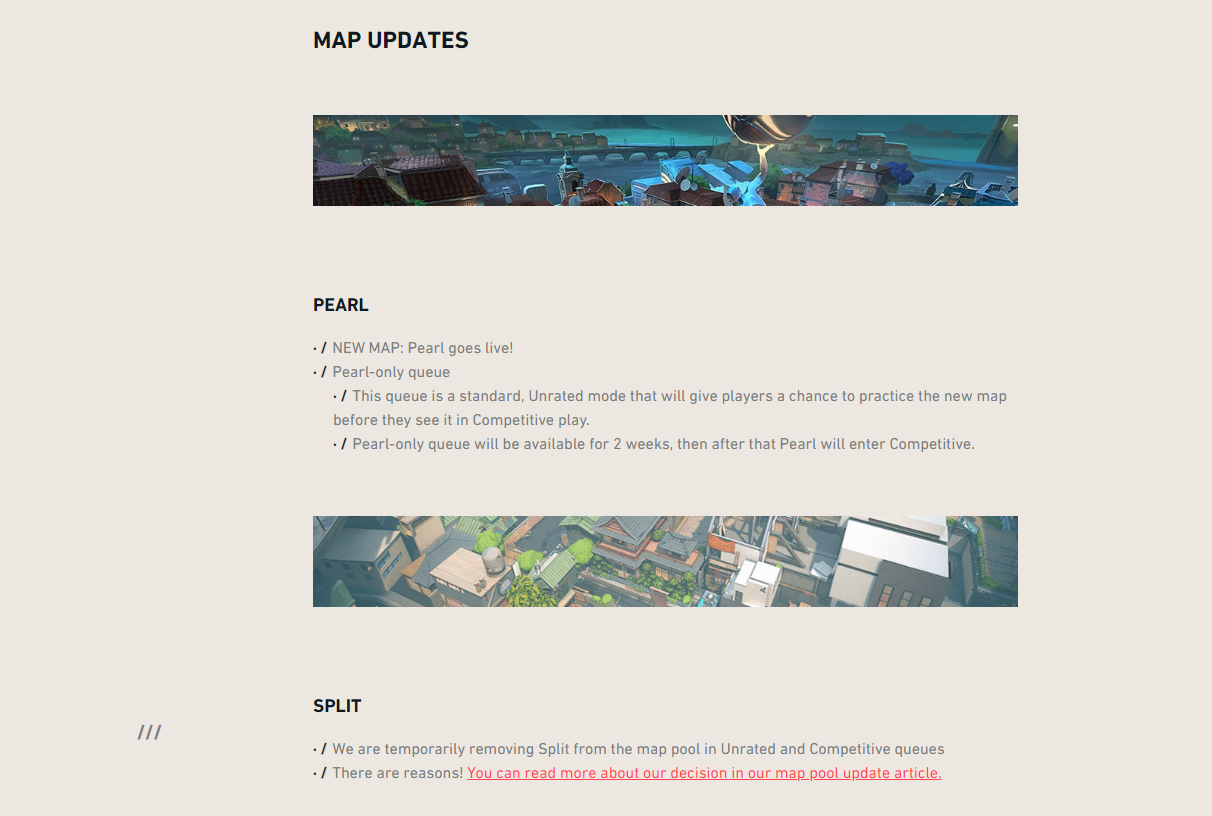 MAP UPDATES
PEARL
· / NEW MAP: Pearl goes live!
· / Pearl-only queue
· / This queue is a standard, Unrated mode that will give players a chance to practice the new map
before they see it in Competitive play.
· / Pearl-only queue will be available for 2 weeks, then after that Pearl will enter Competitive.
SPLIT
///
· / We are temporarily removing Split from the map pool in Unrated and Competitive queues
· / There are reasons! You can read more about our decision in our map pool update article.